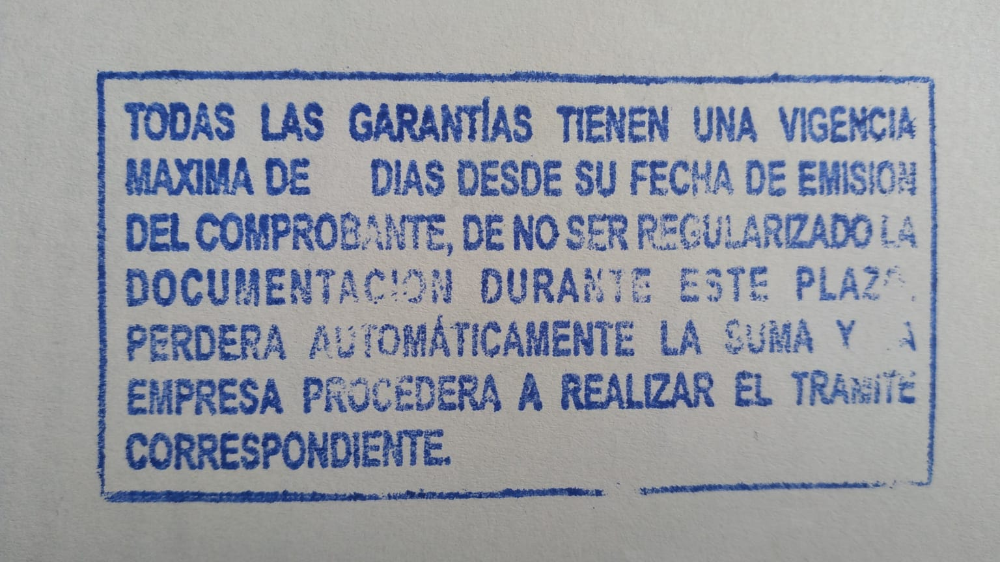 TODAS LAS GARANTÍAS TIENEN UNA VIGENCIA
MAXIMA DE DIAS DESDE SU FECHA DE EMISION
DEL COMPROBANTE, DE NO SER REGULARIZADO LA
DOCUMENTACION DURANTE ESTE PLAZO.
PERDERA AUTOMÁTICAMENTE LA SUMA Y LA
EMPRESA PROCEDERA A REALIZAR EL TRAMITE
CORRESPONDIENTE.